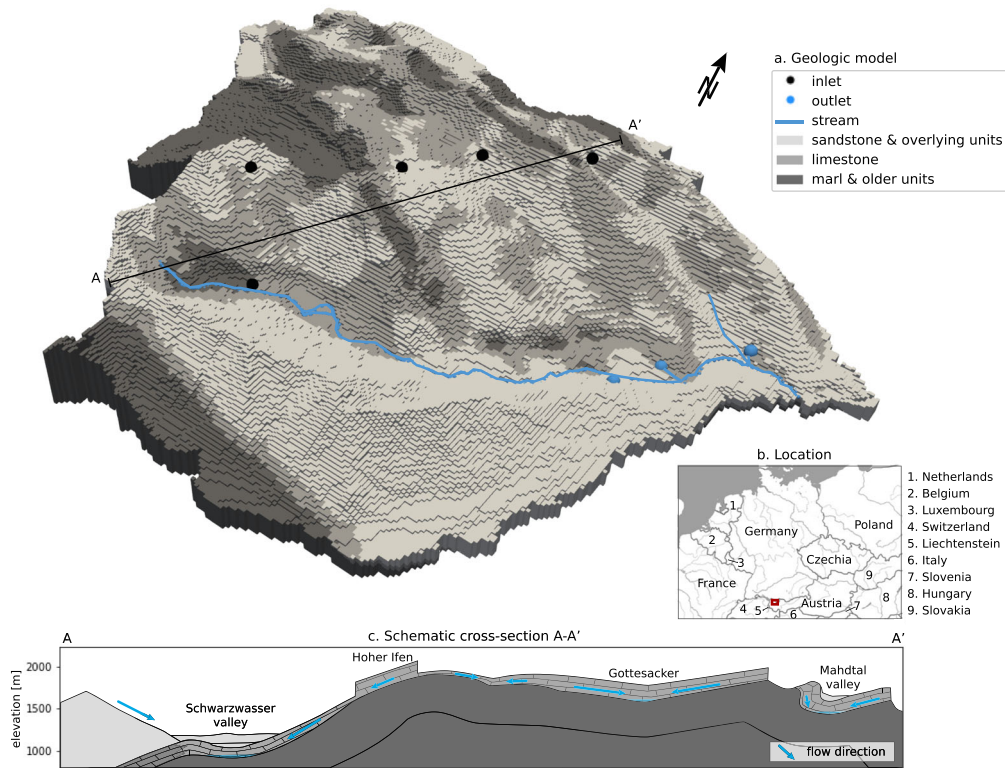 a. Geologic model
inlet
outlet
stream
sandstone & overlying units
limestone
marl & older units
N
A'
A
b. Location
1
2
3
4
5
6
7
8
9
Germany
Poland
Czechia
France
Austria
1. Netherlands
2. Belgium
3. Luxembourg
4. Switzerland
5. Liechtenstein
6. Italy
7. Slovenia
8. Hungary
9. Slovakia
A
c. Schematic cross-section A-A'
A'
elevation [m]
2000
1500
1000
Schwarzwasser
valley
Hoher Ifen
Gottesacker
Mahdtal
valley
flow direction